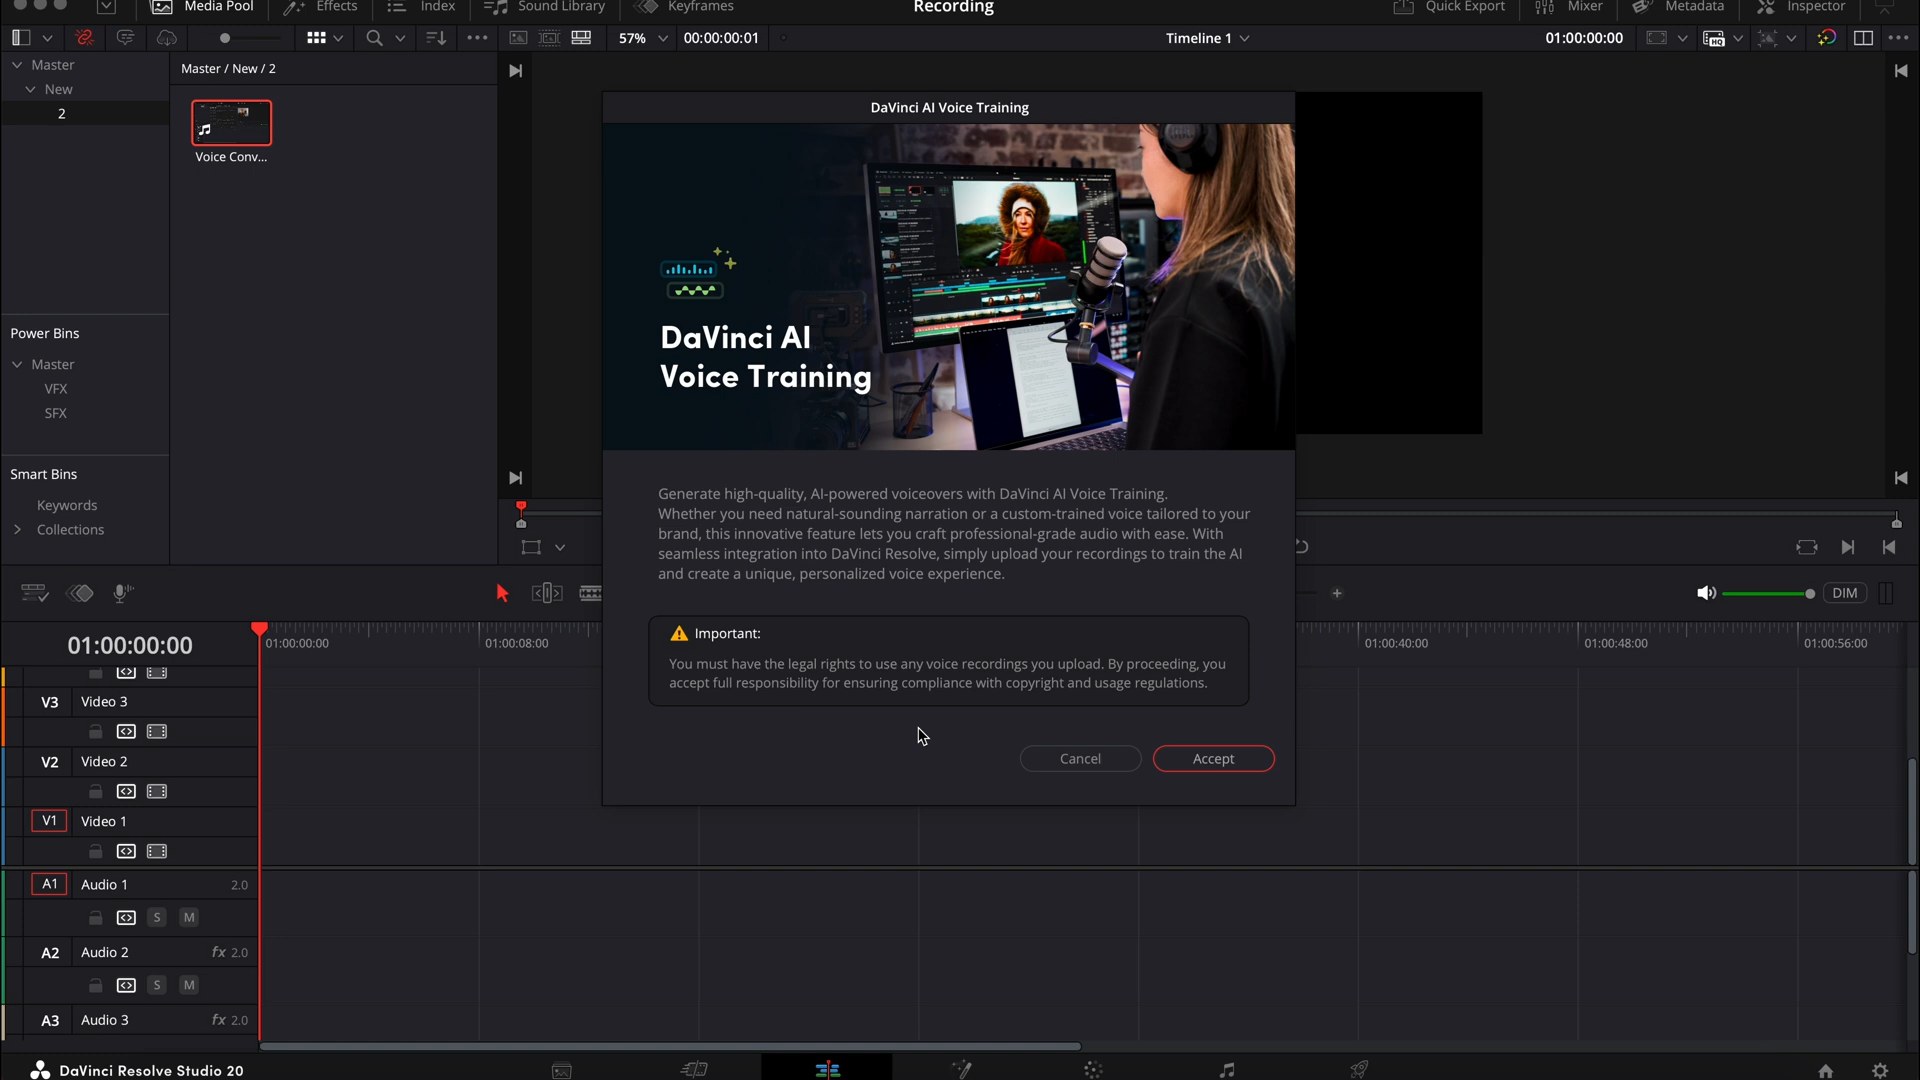 Media Pool
Effects
Index
Sound Library
Keyframes
Recording
Quick Export
Mixer
Metadata
Inspector
57%
00:00:00:01
Timeline 1
01:00:00:00
HQ
Master
New
2
Master / New / 2
Voice Conv...
Power Bins
Master
VFX
SFX
Smart Bins
Keywords
Collections
DaVinci AI Voice Training
DaVinci AI
Voice Training
Generate high-quality, AI-powered voiceovers with DaVinci AI Voice Training.
Whether you need natural-sounding narration or a custom-trained voice tailored to your
brand, this innovative feature lets you craft professional-grade audio with ease. With
seamless integration into DaVinci Resolve, simply upload your recordings to train the AI
and create a unique, personalized voice experience.
Important:
You must have the legal rights to use any voice recordings you upload. By proceeding, you
accept full responsibility for ensuring compliance with copyright and usage regulations.
Cancel
Accept
DIM
01:00:00:00
01:00:00:00
01:00:08:00
01:00:40:00
01:00:48:00
01:00:56:00
V3 Video 3
V2 Video 2
V1 Video 1
A1 Audio 1 2.0
S M
A2 Audio 2 fx 2.0
S M
A3 Audio 3 fx 2.0
DaVinci Resolve Studio 20